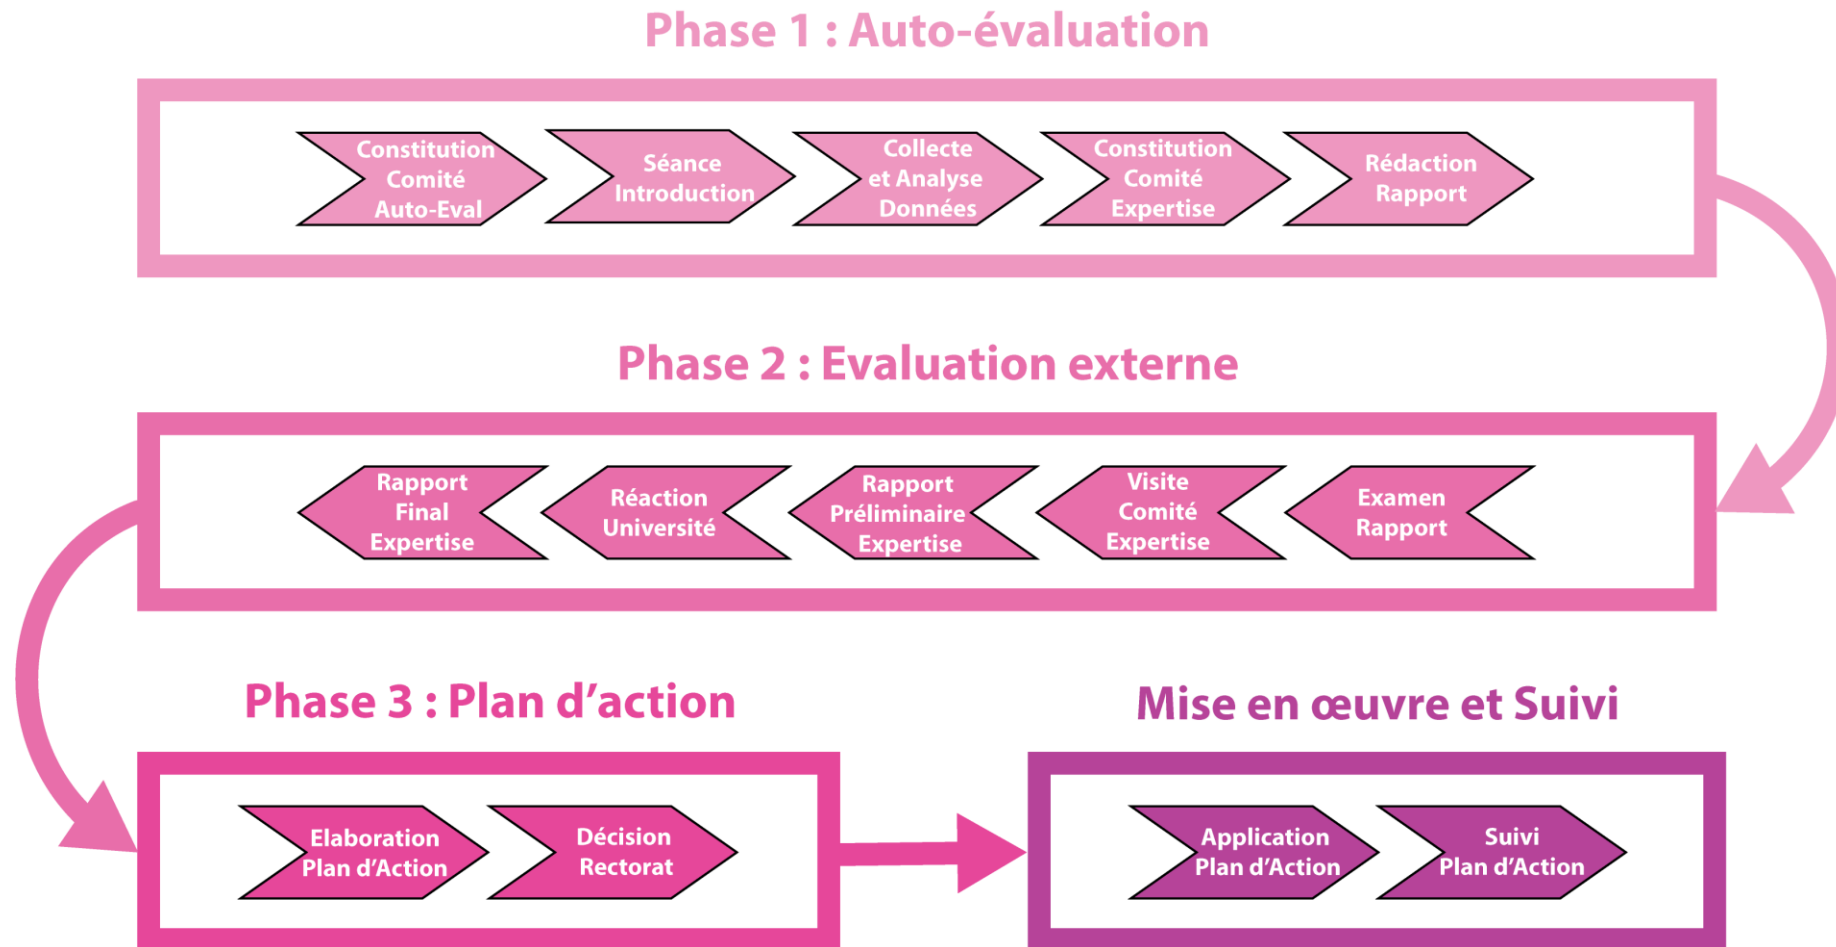 Phase 1 : Auto-évaluation
Constitution
Comité
Auto-Eval
Séance
Introduction
Collecte
et Analyse
Données
Constitution
Comité
Expertise
Rédaction
Rapport
Phase 2 : Evaluation externe
Rapport
Final
Expertise
Réaction
Université
Rapport
Préliminaire
Expertise
Visite
Comité
Expertise
Examen
Rapport
Phase 3 : Plan d’action
Elaboration
Plan d’Action
Décision
Rectorat
Mise en œuvre et Suivi
Application
Plan d’Action
Suivi
Plan d’Action